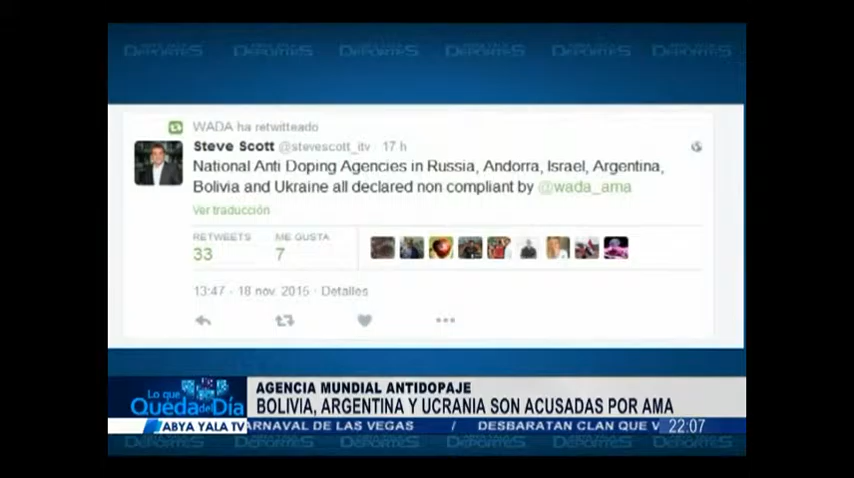 WADA ha retwitteado
Steve Scott @stevescott_itv · 17 h
National Anti Doping Agencies in Russia, Andorra, Israel, Argentina,
Bolivia and Ukraine all declared non compliant by @wada_ama
Ver traducción
RETWEETS ME GUSTA
33 7
13:47 - 18 nov. 2015 · Detalles
AGENCIA MUNDIAL ANTIDOPAJE
Lo que
Queda del Día
BOLIVIA, ARGENTINA Y UCRANIA SON ACUSADAS POR AMA
ABYA YALA TV
ARNAVAL DE LAS VEGAS / DESBARATAN CLAN QUE V
22:07